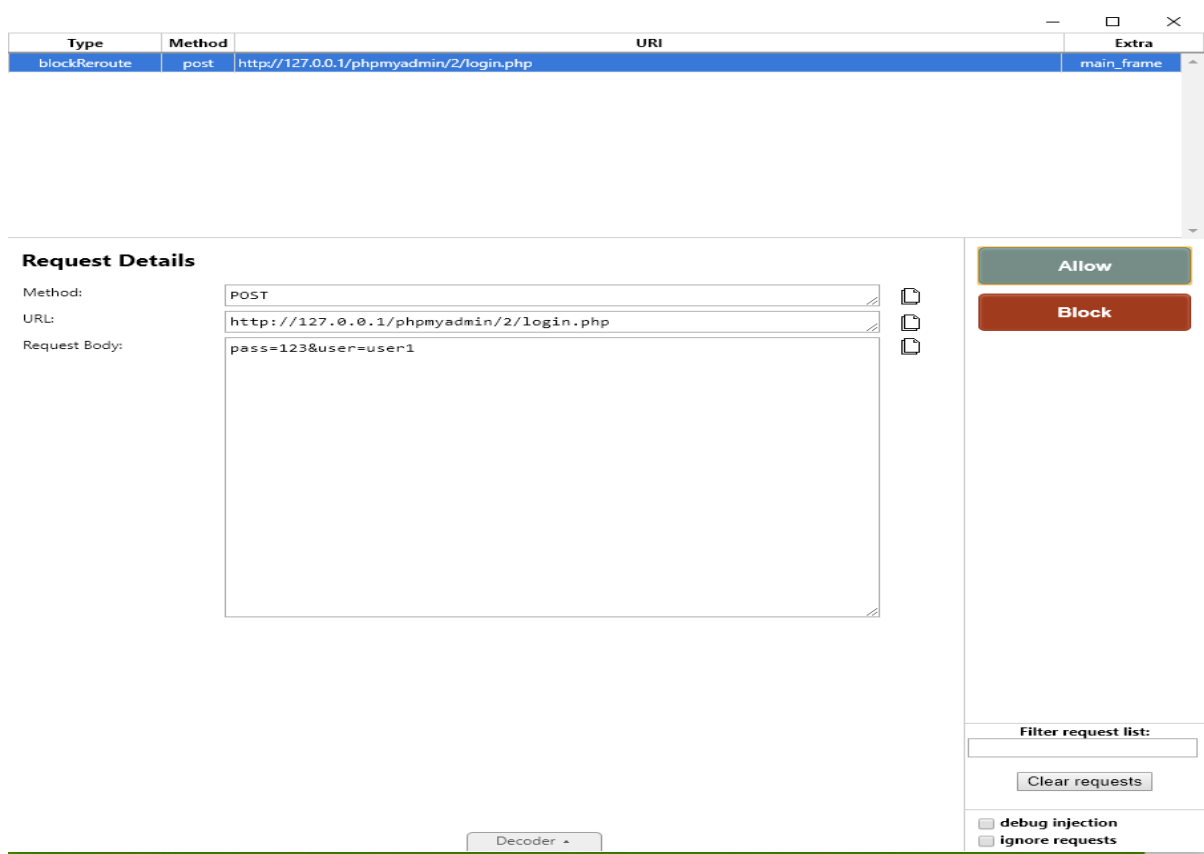 Type Method URI Extra
blockReroute post http://127.0.0.1/phpmyadmin/2/login.php main_frame
Request Details
Allow
Method: POST
Block
URL: http://127.0.0.1/phpmyadmin/2/login.php
Request Body: pass=123&user=user1
Filter request list:
Clear requests
debug injection
Decoder
ignore requests